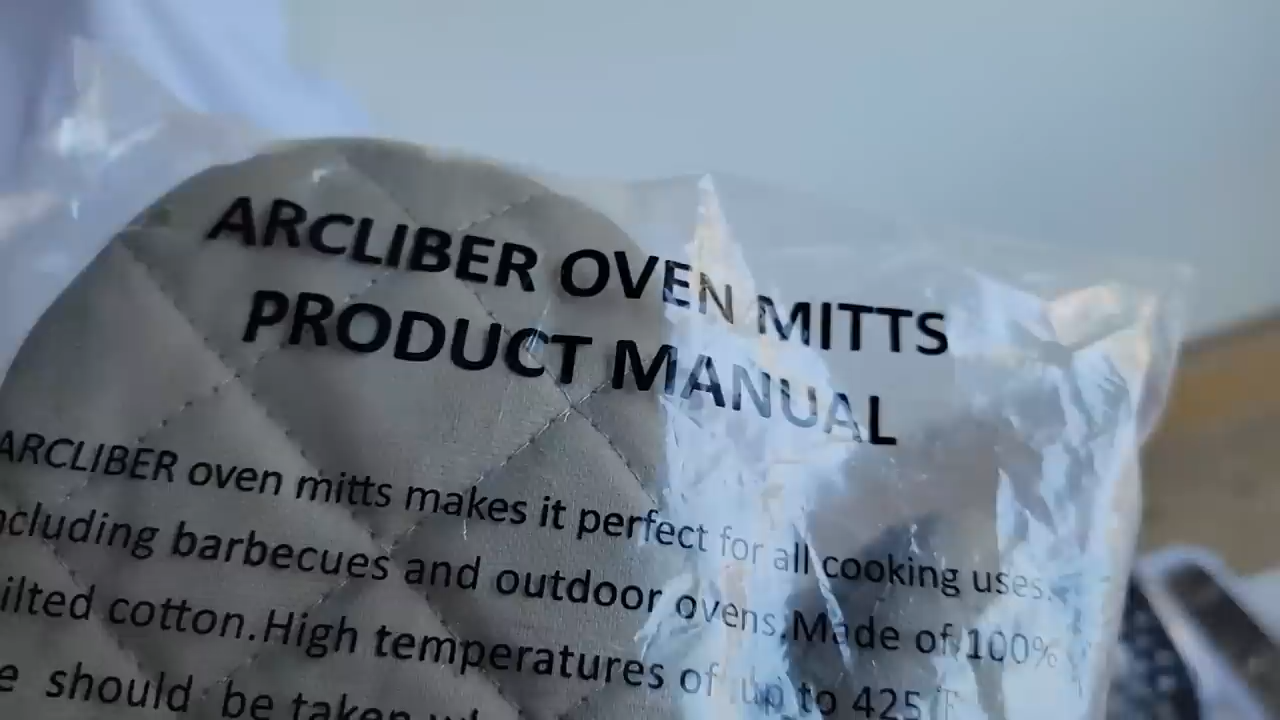 ARCLIBER OVEN MITTS
PRODUCT MANUAL
ARCLIBER oven mitts makes it perfect for all cooking uses.
ncluding barbecues and outdoor ovens,Made of 100%
ilted cotton.High temperatures of up to 425℉
e should be taken